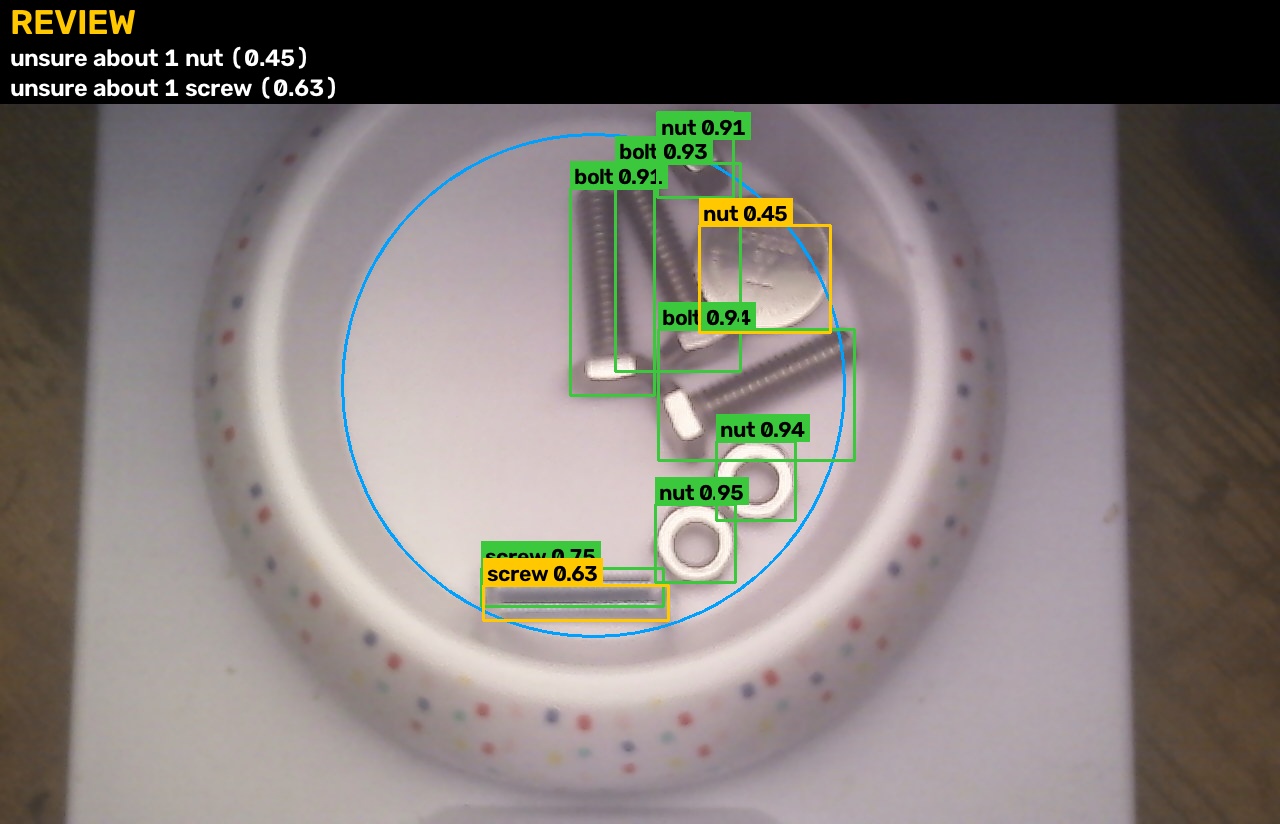 REVIEW
unsure about 1 nut (0.45)
unsure about 1 screw (0.63)
nut 0.91
bolt 0.93
bolt 0.91
nut 0.45
bolt 0.94
nut 0.94
nut 0.95
screw 0.75
screw 0.63